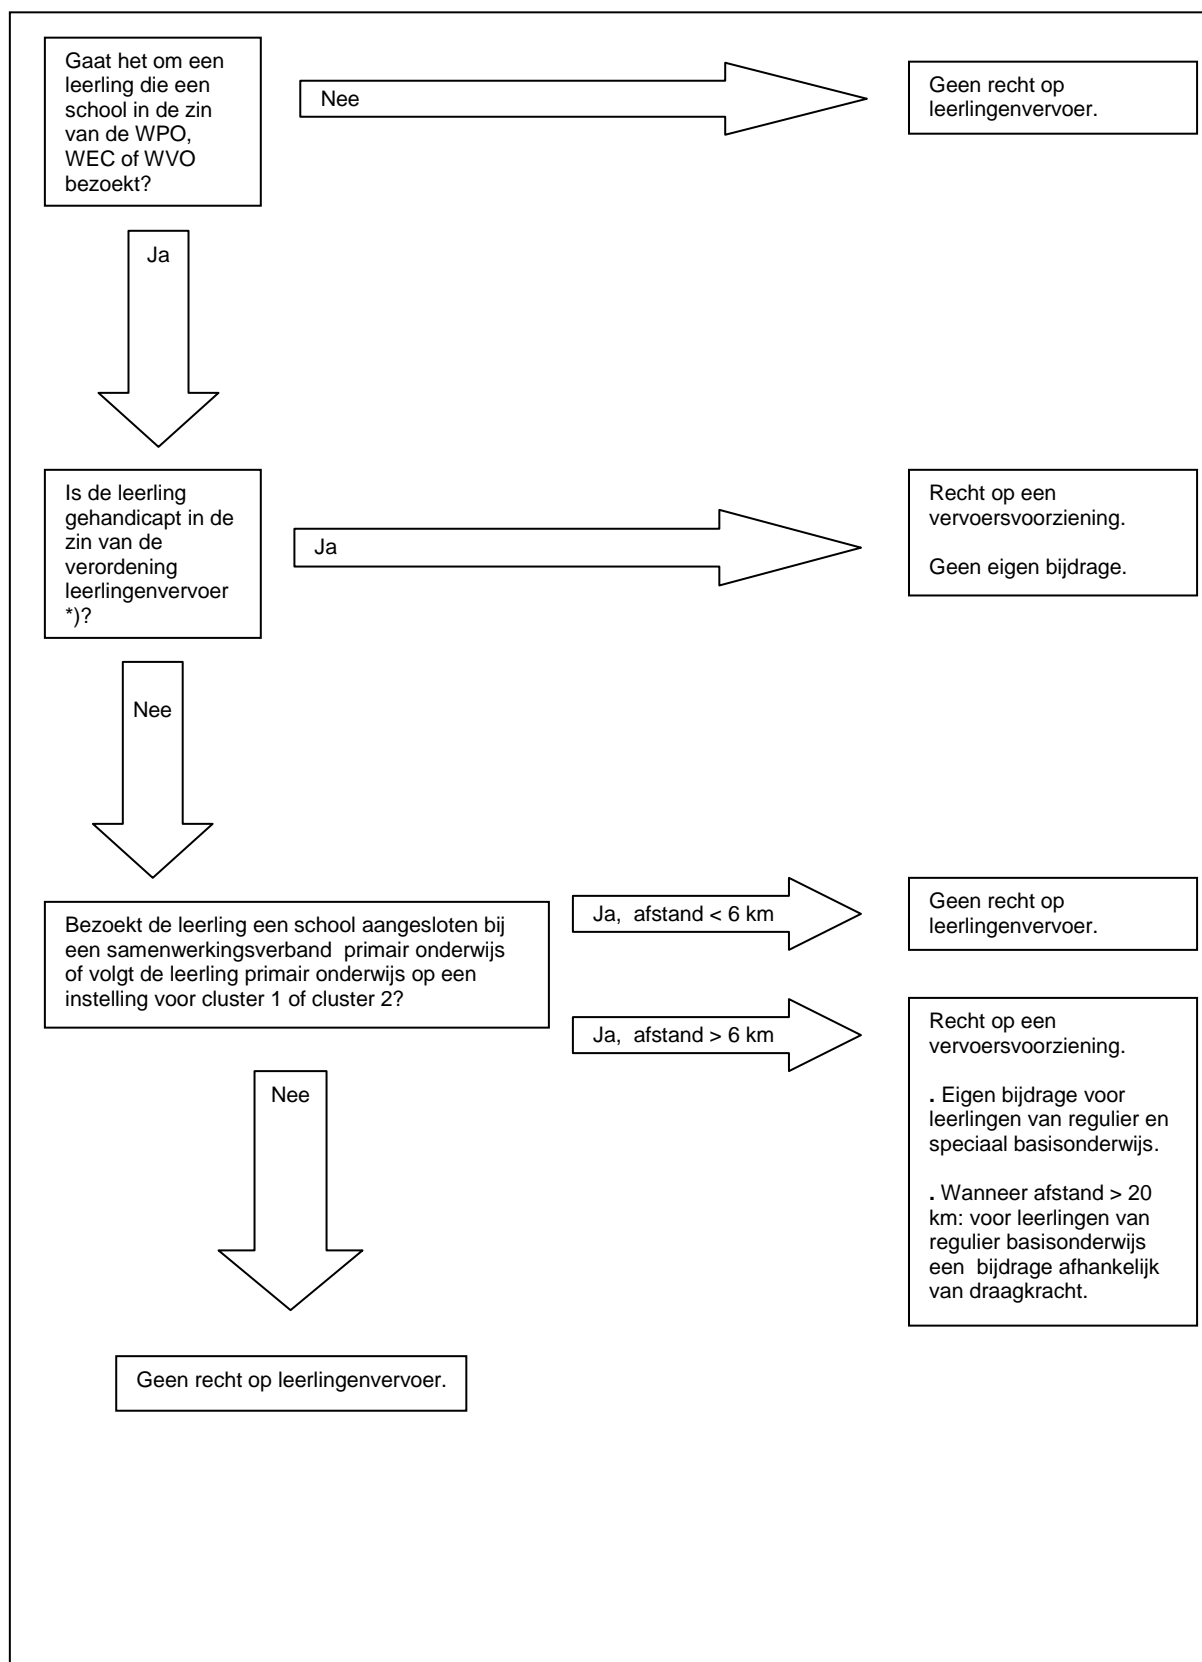 Gaat het om een
leerling die een
school in de zin
van de WPO,
WEC of WVO
bezoekt?
Nee
Geen recht op
leerlingenvervoer.
Ja
Is de leerling
gehandicapt in de
zin van de
verordening
leerlingenvervoer
*)?
Ja
Recht op een
vervoersvoorziening.
Geen eigen bijdrage.
Nee
Bezoekt de leerling een school aangesloten bij
een samenwerkingsverband primair onderwijs
of volgt de leerling primair onderwijs op een
instelling voor cluster 1 of cluster 2?
Ja, afstand < 6 km
Geen recht op
leerlingenvervoer.
Ja, afstand > 6 km
Recht op een
vervoersvoorziening.
. Eigen bijdrage voor
leerlingen van regulier en
speciaal basisonderwijs.
. Wanneer afstand > 20
km: voor leerlingen van
regulier basisonderwijs
een bijdrage afhankelijk
van draagkracht.
Nee
Geen recht op leerlingenvervoer.